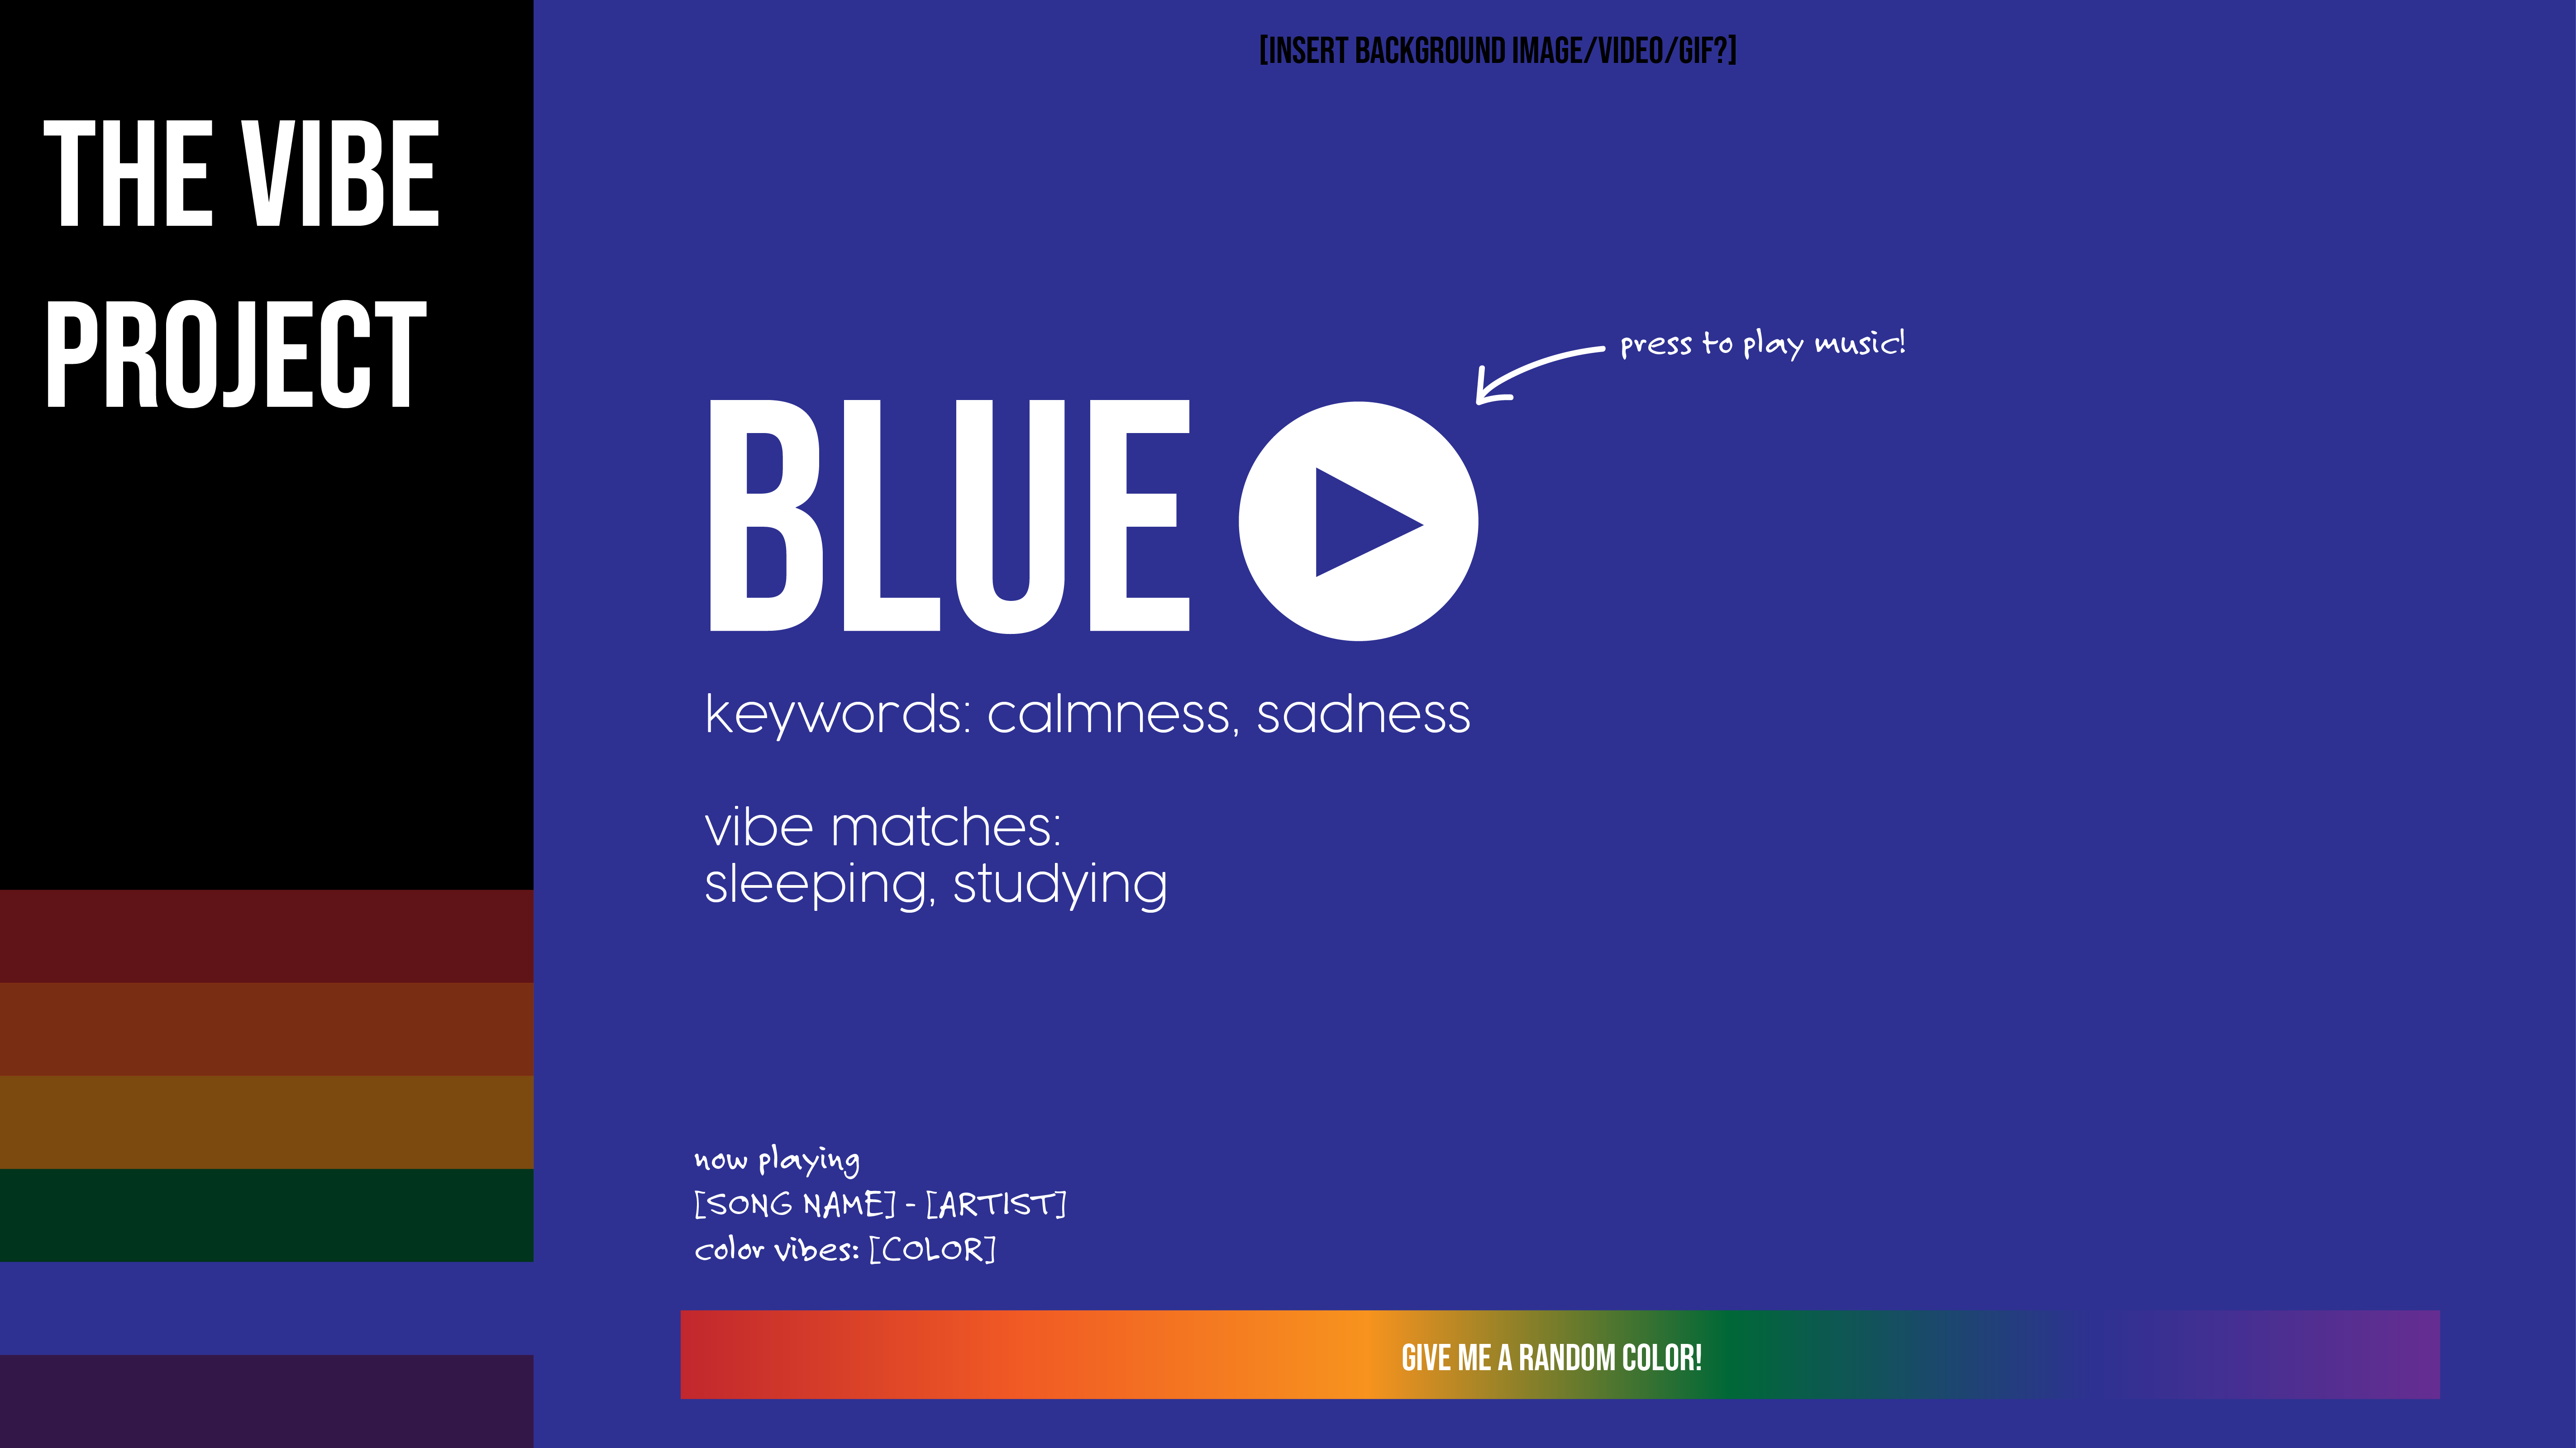 THE VIBE
PROJECT
[INSERT BACKGROUND IMAGE/VIDEO/GIF?]
press to play music!
BLUE
keywords: calmness, sadness
vibe matches:
sleeping, studying
now playing
[SONG NAME] - [ARTIST]
color vibes: [COLOR]
GIVE ME A RANDOM COLOR!